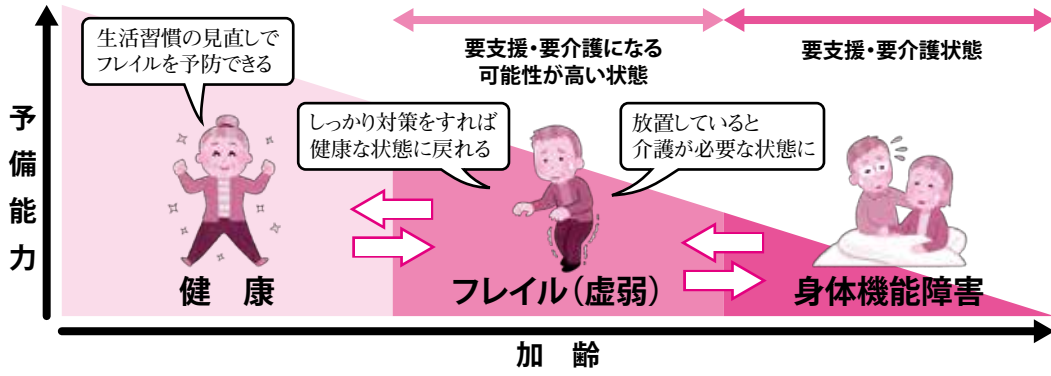 生活習慣の見直しで
フレイルを予防できる
要支援・要介護になる
可能性が高い状態
要支援・要介護状態
しっかり対策をすれば
健康な状態に戻れる
放置していると
介護が必要な状態に
予備能力
健 康
フレイル（虚弱）
身体機能障害
加 齢